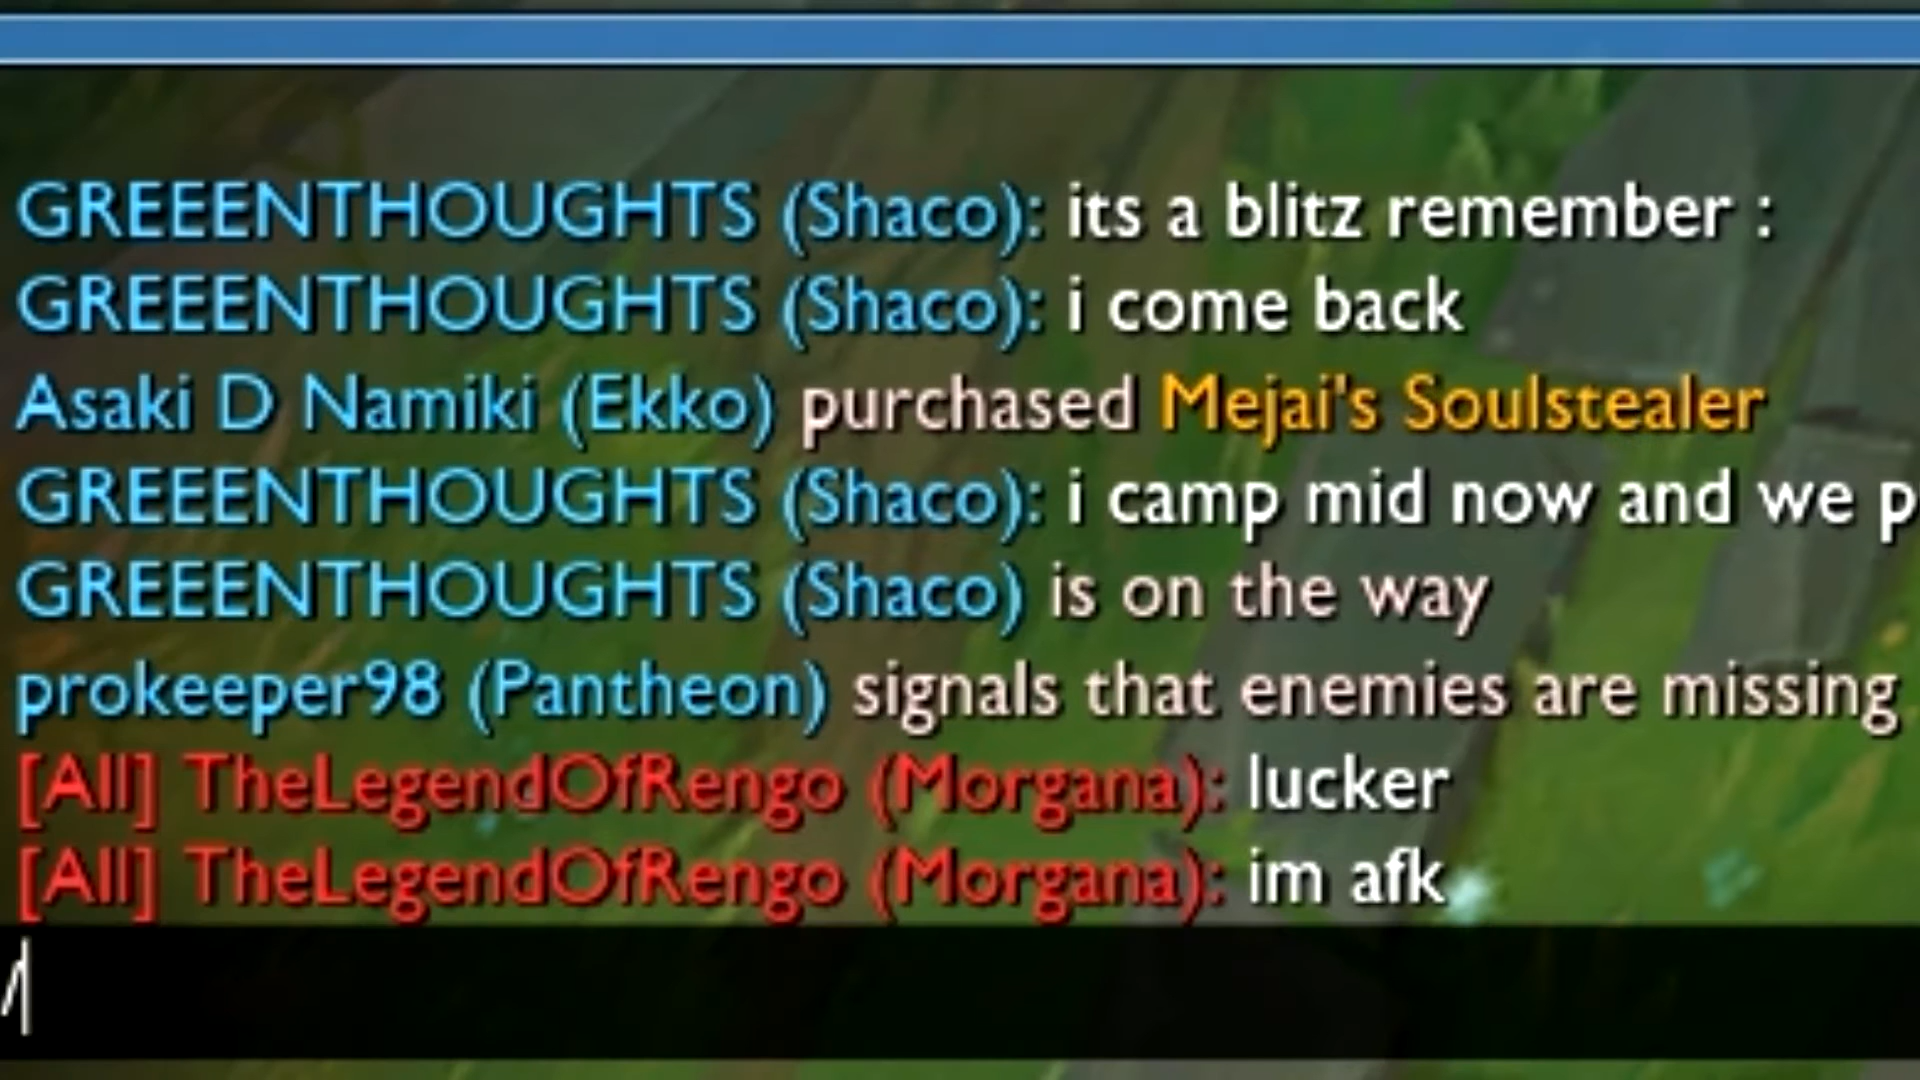 GREEENTHOUGHTS (Shaco): its a blitz remember :
GREEENTHOUGHTS (Shaco): i come back
Asaki D Namiki (Ekko) purchased Mejai's Soulstealer
GREEENTHOUGHTS (Shaco): i camp mid now and we p
GREEENTHOUGHTS (Shaco) is on the way
prokeeper98 (Pantheon) signals that enemies are missing
[All] TheLegendOfRengo (Morgana): lucker
[All] TheLegendOfRengo (Morgana): im afk